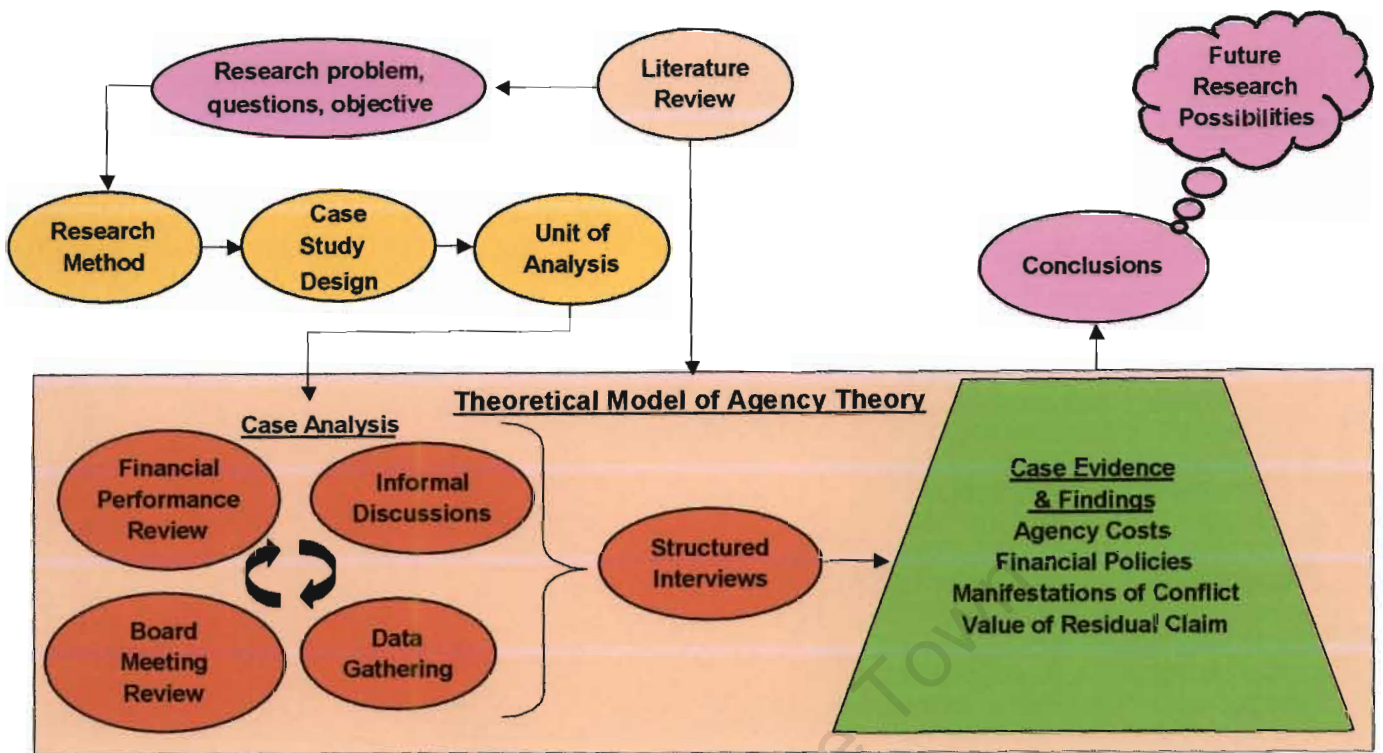 Research problem,
questions, objective
Literature
Review
Future
Research
Possibilities
Research
Method
Case
Study
Design
Unit of
Analysis
Conclusions
Theoretical Model of Agency Theory
Case Analysis
Financial
Performance
Review
Informal
Discussions
Board
Meeting
Review
Data
Gathering
Structured
Interviews
Case Evidence
& Findings
Agency Costs
Financial Policies
Manifestations of Conflict
Value of Residual Claim
Town